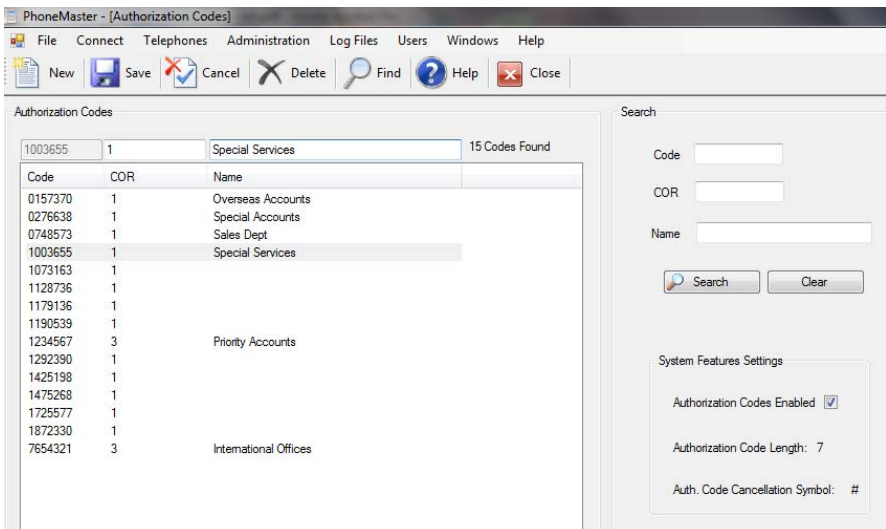 PhoneMaster - [Authorization Codes]
File Connect Telephones Administration Log Files Users Windows Help
New Save Cancel Delete Find Help Close
Authorization Codes
1003655 1 Special Services 15 Codes Found
Code COR Name
0157370 1 Overseas Accounts
0276638 1 Special Accounts
0748573 1 Sales Dept
1003655 1 Special Services
1073163 1
1128736 1
1179136 1
1190539 1
1234567 3 Priority Accounts
1292390 1
1425198 1
1475268 1
1725577 1
1872330 1
7654321 3 International Offices
Search
Code
COR
Name
Search Clear
System Features Settings
Authorization Codes Enabled
Authorization Code Length: 7
Auth. Code Cancellation Symbol: #